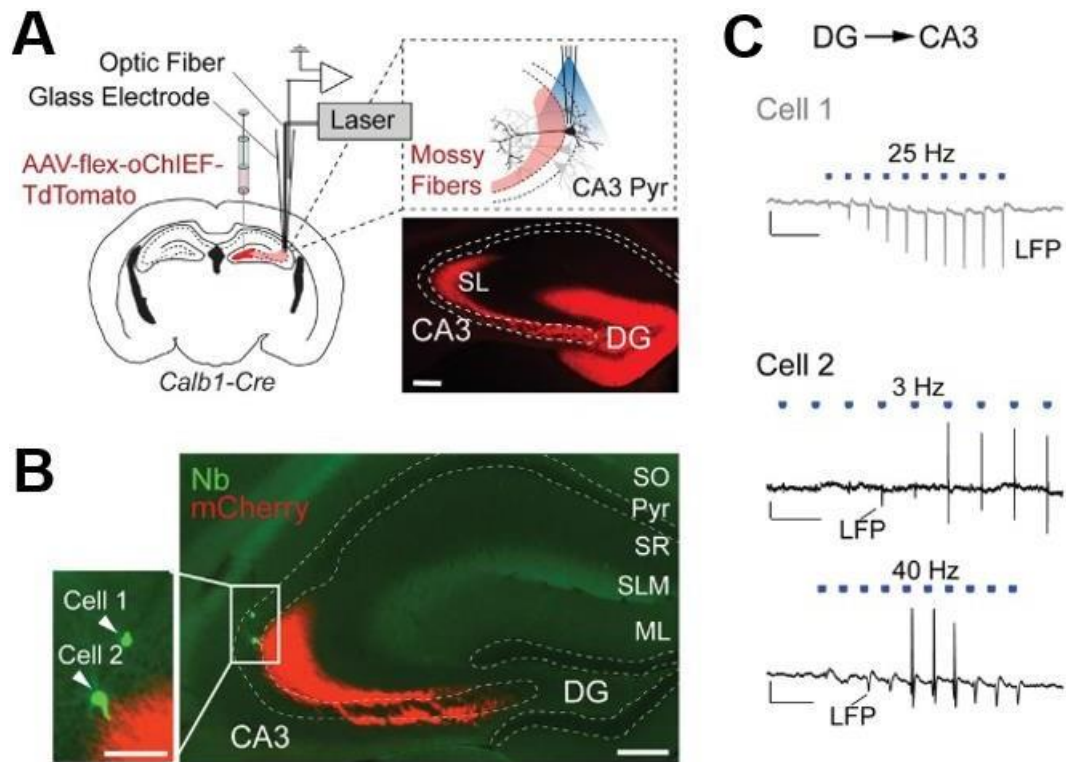 A
Optic Fiber
Glass Electrode
Laser
AAV-flex-oChIEF-
TdTomato
Mossy
Fibers
CA3 Pyr
SL
CA3
DG
Calb1-Cre
B
Nb
mCherry
SO
Pyr
SR
SLM
ML
DG
CA3
Cell 1
Cell 2
C
DG → CA3
Cell 1
25 Hz
LFP
Cell 2
3 Hz
LFP
40 Hz
LFP